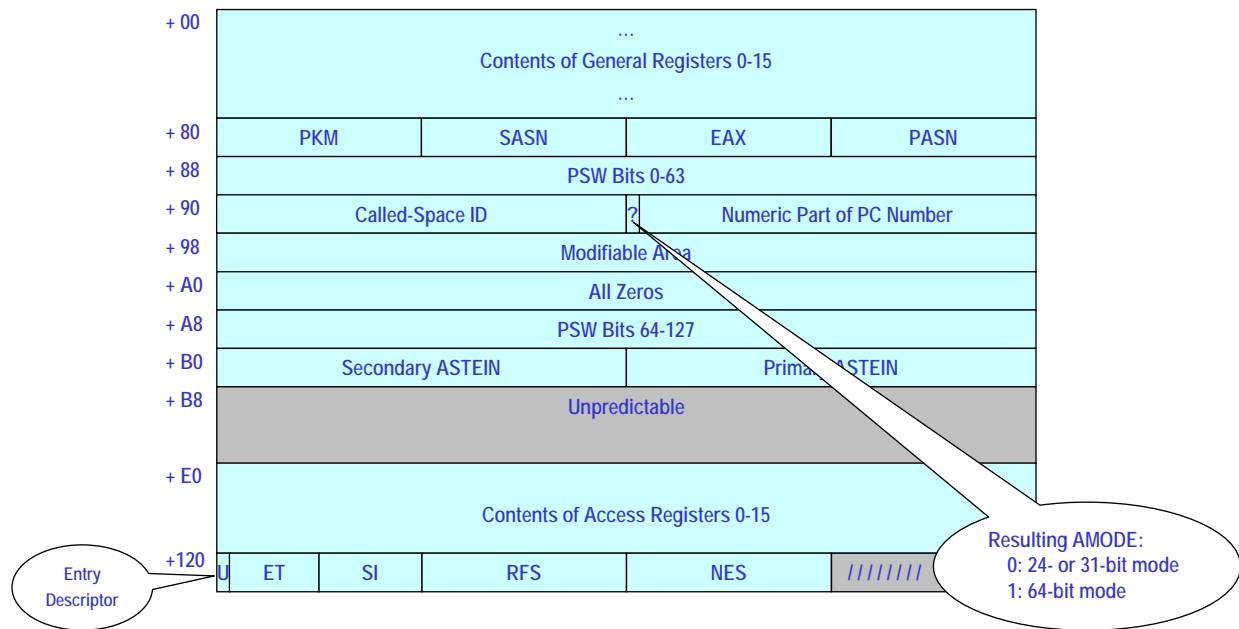 + 00
...
Contents of General Registers 0-15
...
+ 80 PKM SASN EAX PASN
+ 88 PSW Bits 0-63
+ 90 Called-Space ID ? Numeric Part of PC Number
+ 98 Modifiable Area
+ A0 All Zeros
+ A8 PSW Bits 64-127
+ B0 Secondary ASTEIN Primary ASTEIN
+ B8 Unpredictable
+ E0
Contents of Access Registers 0-15
+120 U ET SI RFS NES ////////
Entry
Descriptor
Resulting AMODE:
0: 24- or 31-bit mode
1: 64-bit mode